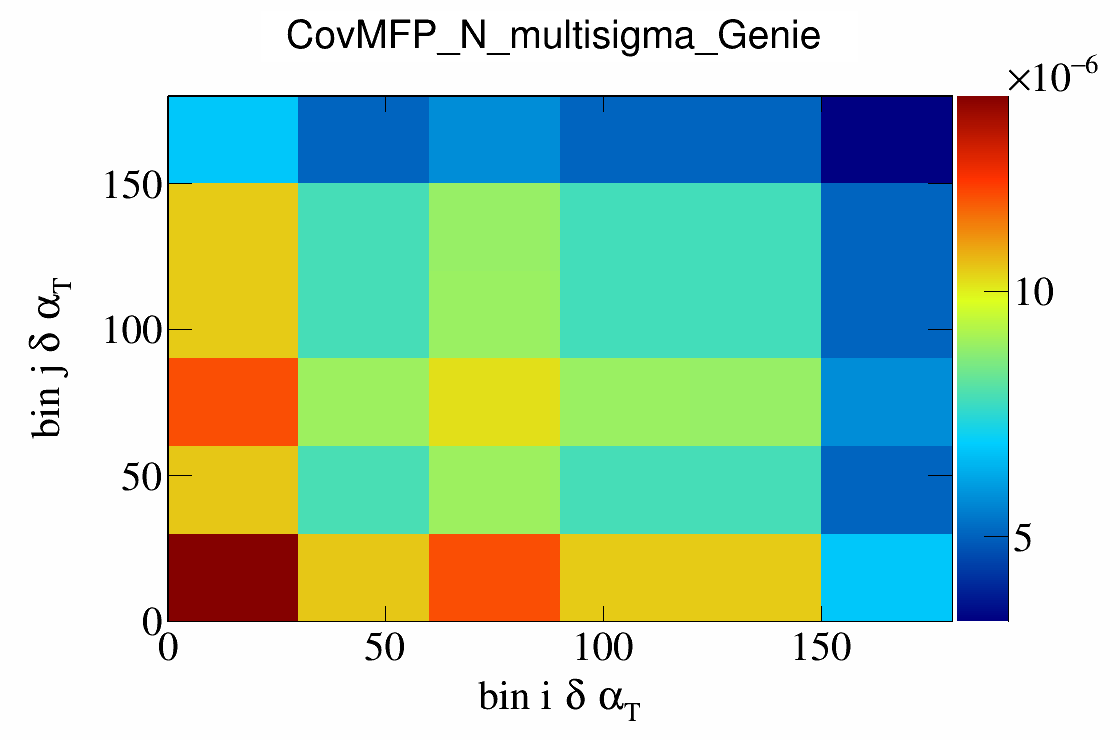 CovMFP_N_multisigma_Genie
×10⁻⁶
150
100
50
0
10
5
0 50 100 150
bin j δ α_T
bin i δ α_T